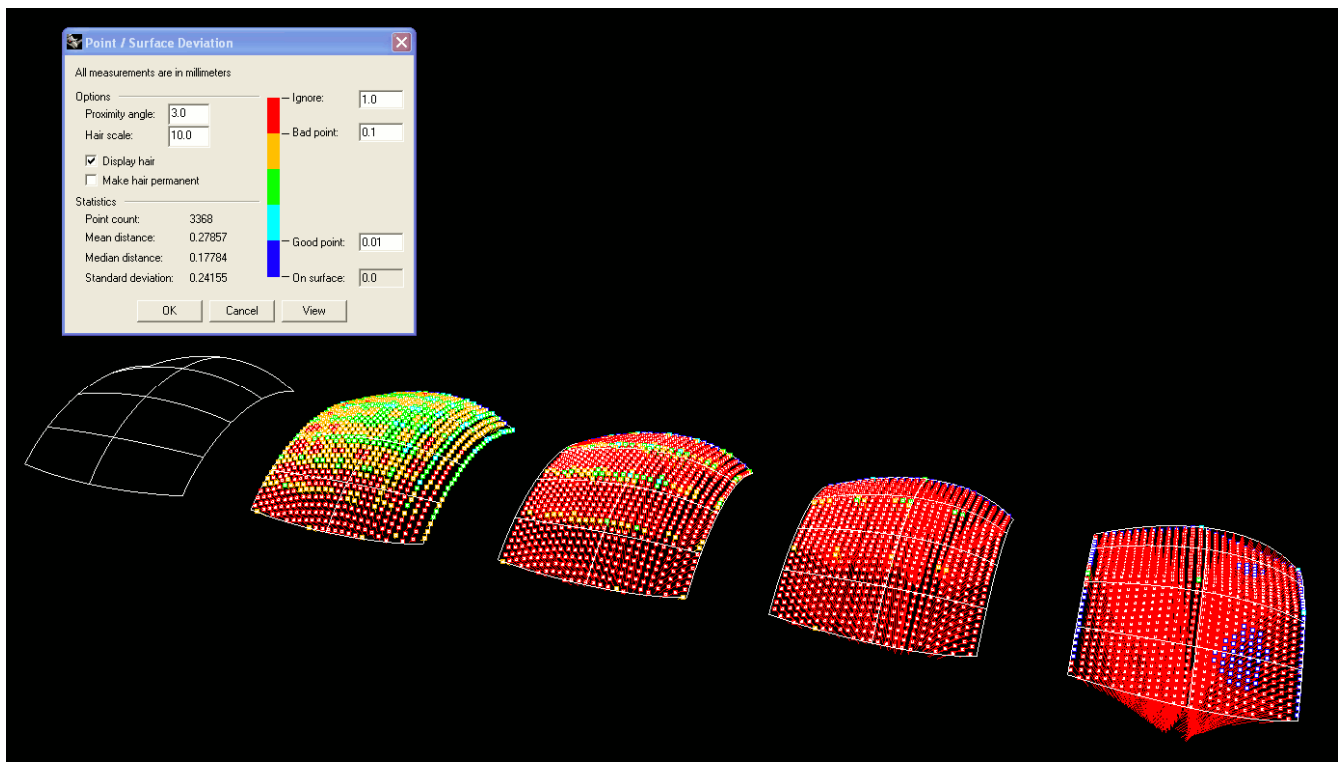 Point / Surface Deviation
All measurements are in millimeters
Options
Proximity angle: 3.0
Hair scale: 10.0
Display hair
Make hair permanent
Statistics
Point count: 3368
Mean distance: 0.27857
Median distance: 0.17784
Standard deviation: 0.24155
Ignore: 1.0
Bad point: 0.1
Good point: 0.01
On surface: 0.0
OK Cancel View